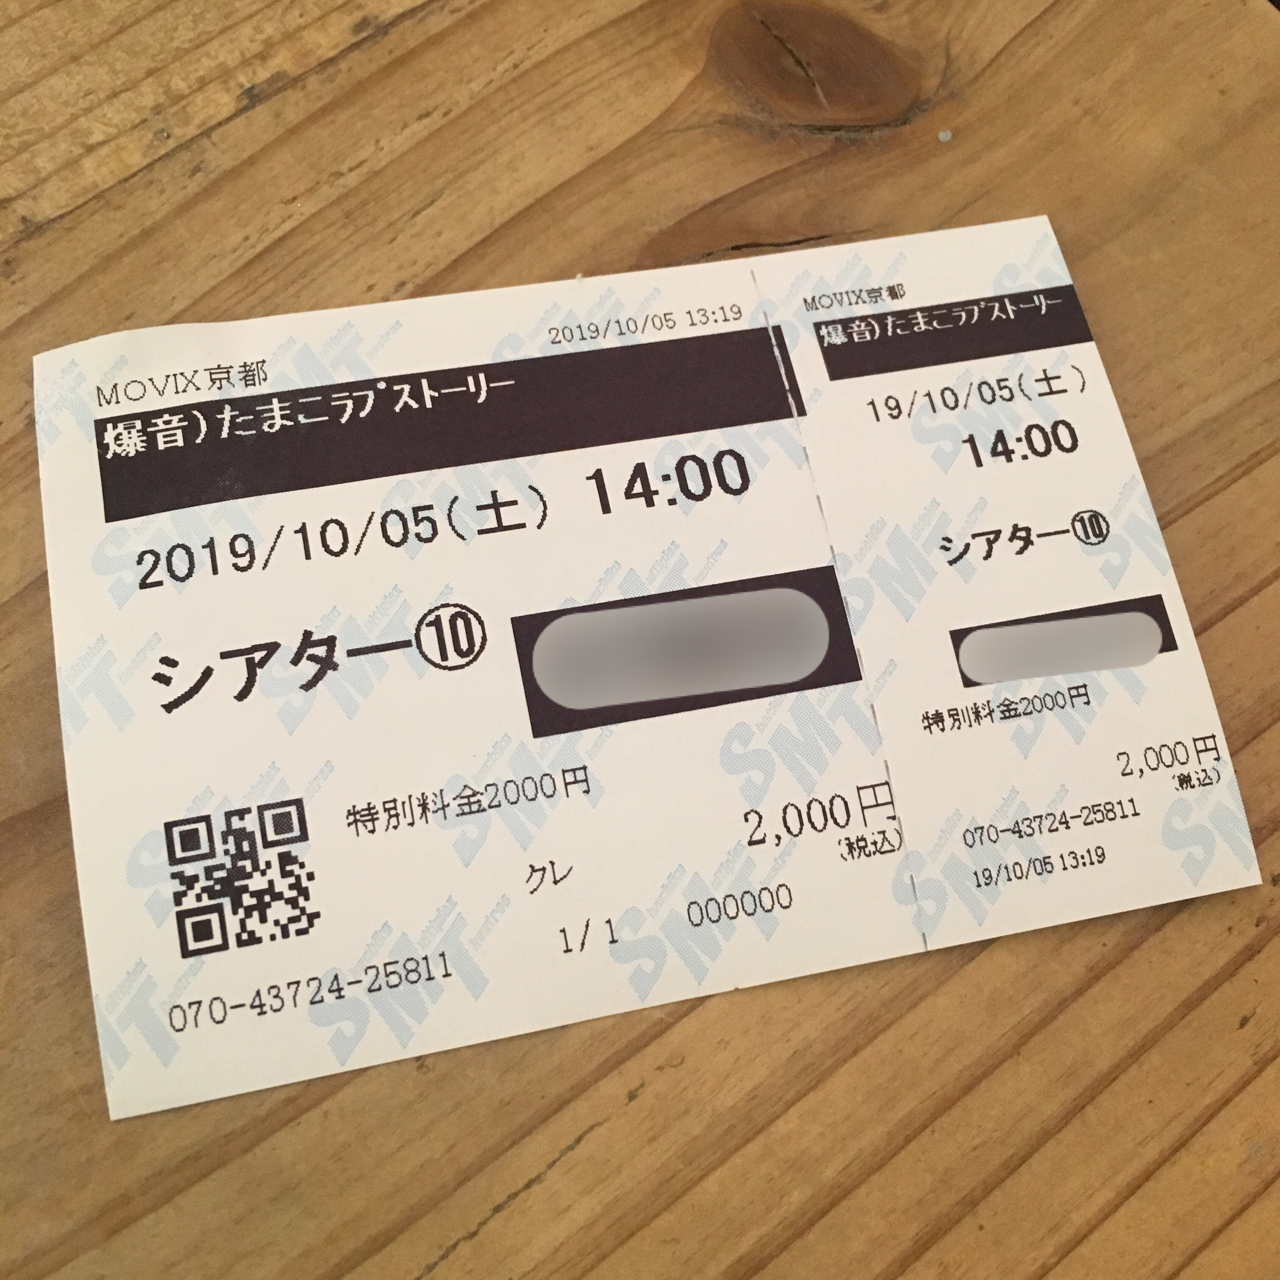 MOVIX京都
2019/10/05 13:19
爆音)たまこラブストーリー
2019/10/05(土) 14:00
シアター⑩
特別料金2000円
2,000円
(税込)
クレ
1/1 000000
070-43724-25811
MOVIX京都
爆音)たまこラブストーリー
19/10/05(土)
14:00
シアター⑩
特別料金2000円
2,000円
(税込)
070-43724-25811
19/10/05 13:19